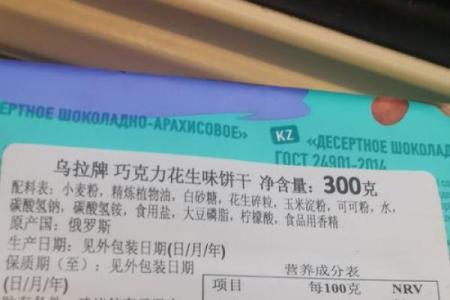 ЕРТНОЕ ШОКОЛАДНО-АРАХИСОВОЕ»
KZ «ДЕСЕРТНОЕ ШОКОЛАД
ГОСТ 24901-2014
乌拉牌 巧克力花生味饼干 净含量：300克
配料表：小麦粉，精炼植物油，白砂糖，花生碎粒，玉米淀粉，可可粉，水，
碳酸氢钠，碳酸氢铵，食用盐，大豆磷脂，柠檬酸，食品用香精
原产国：俄罗斯
生产日期：见外包装日期(日/月/年)
保质期（至）：见外包装日期
(日/月/年)
营养成分表
项目 每100克 NRV